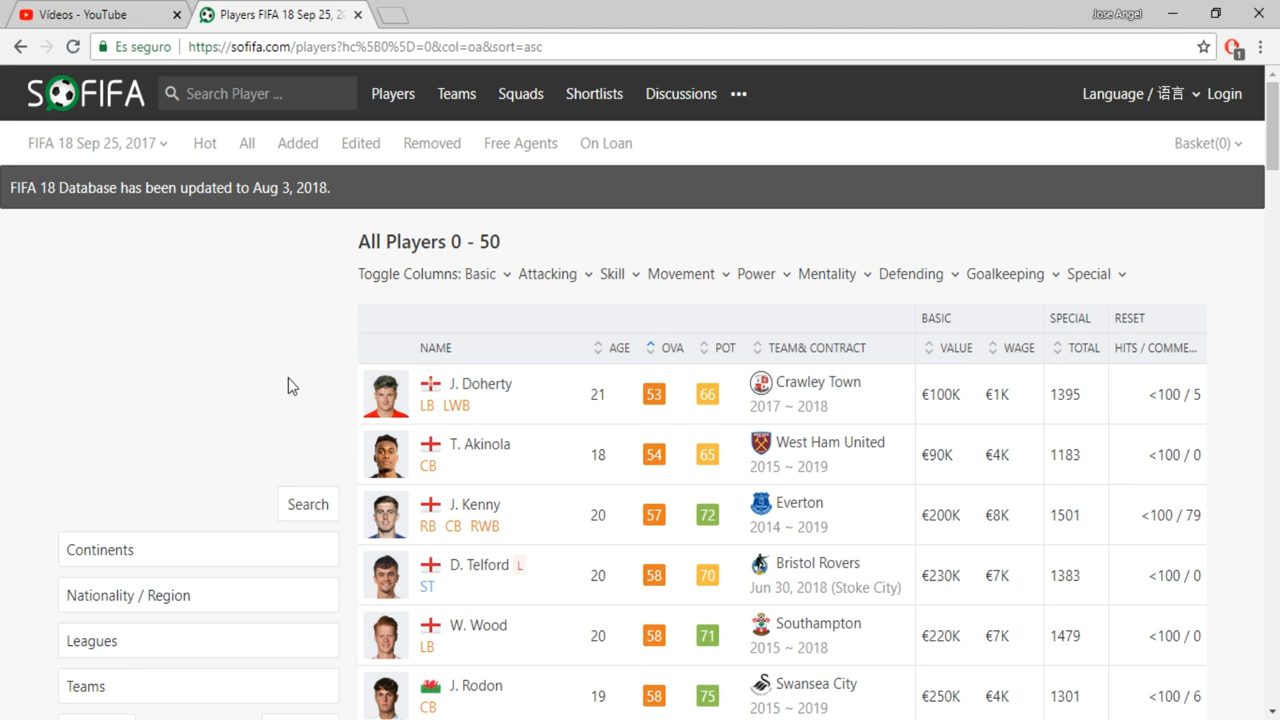 Vídeos - YouTube
Players FIFA 18 Sep 25, 20
Jose Angel
Es seguro
https://sofifa.com/players?hc%5B0%5D=0&col=oa&sort=asc
1
SOFIFA
Search Player ...
Players
Teams
Squads
Shortlists
Discussions
•••
Language / 语言
Login
FIFA 18 Sep 25, 2017
Hot
All
Added
Edited
Removed
Free Agents
On Loan
Basket(0)
FIFA 18 Database has been updated to Aug 3, 2018.
All Players 0 - 50
Toggle Columns: Basic Attacking Skill Movement Power Mentality Defending Goalkeeping Special
BASIC SPECIAL RESET
NAME AGE OVA POT TEAM& CONTRACT VALUE WAGE TOTAL HITS / COMME...
J. Doherty
LB LWB
21 53 66
Crawley Town
2017 ~ 2018
€100K €1K 1395 <100 / 5
T. Akinola
CB
18 54 65
West Ham United
2015 ~ 2019
€90K €4K 1183 <100 / 0
J. Kenny
RB CB RWB
20 57 72
Everton
2014 ~ 2019
€200K €8K 1501 <100 / 79
D. Telford L
ST
20 58 70
Bristol Rovers
Jun 30, 2018 (Stoke City)
€230K €7K 1383 <100 / 0
W. Wood
LB
20 58 71
Southampton
2015 ~ 2018
€220K €7K 1479 <100 / 0
J. Rodon
CB
19 58 75
Swansea City
2015 ~ 2019
€250K €4K 1301 <100 / 6
Search
Continents
Nationality / Region
Leagues
Teams